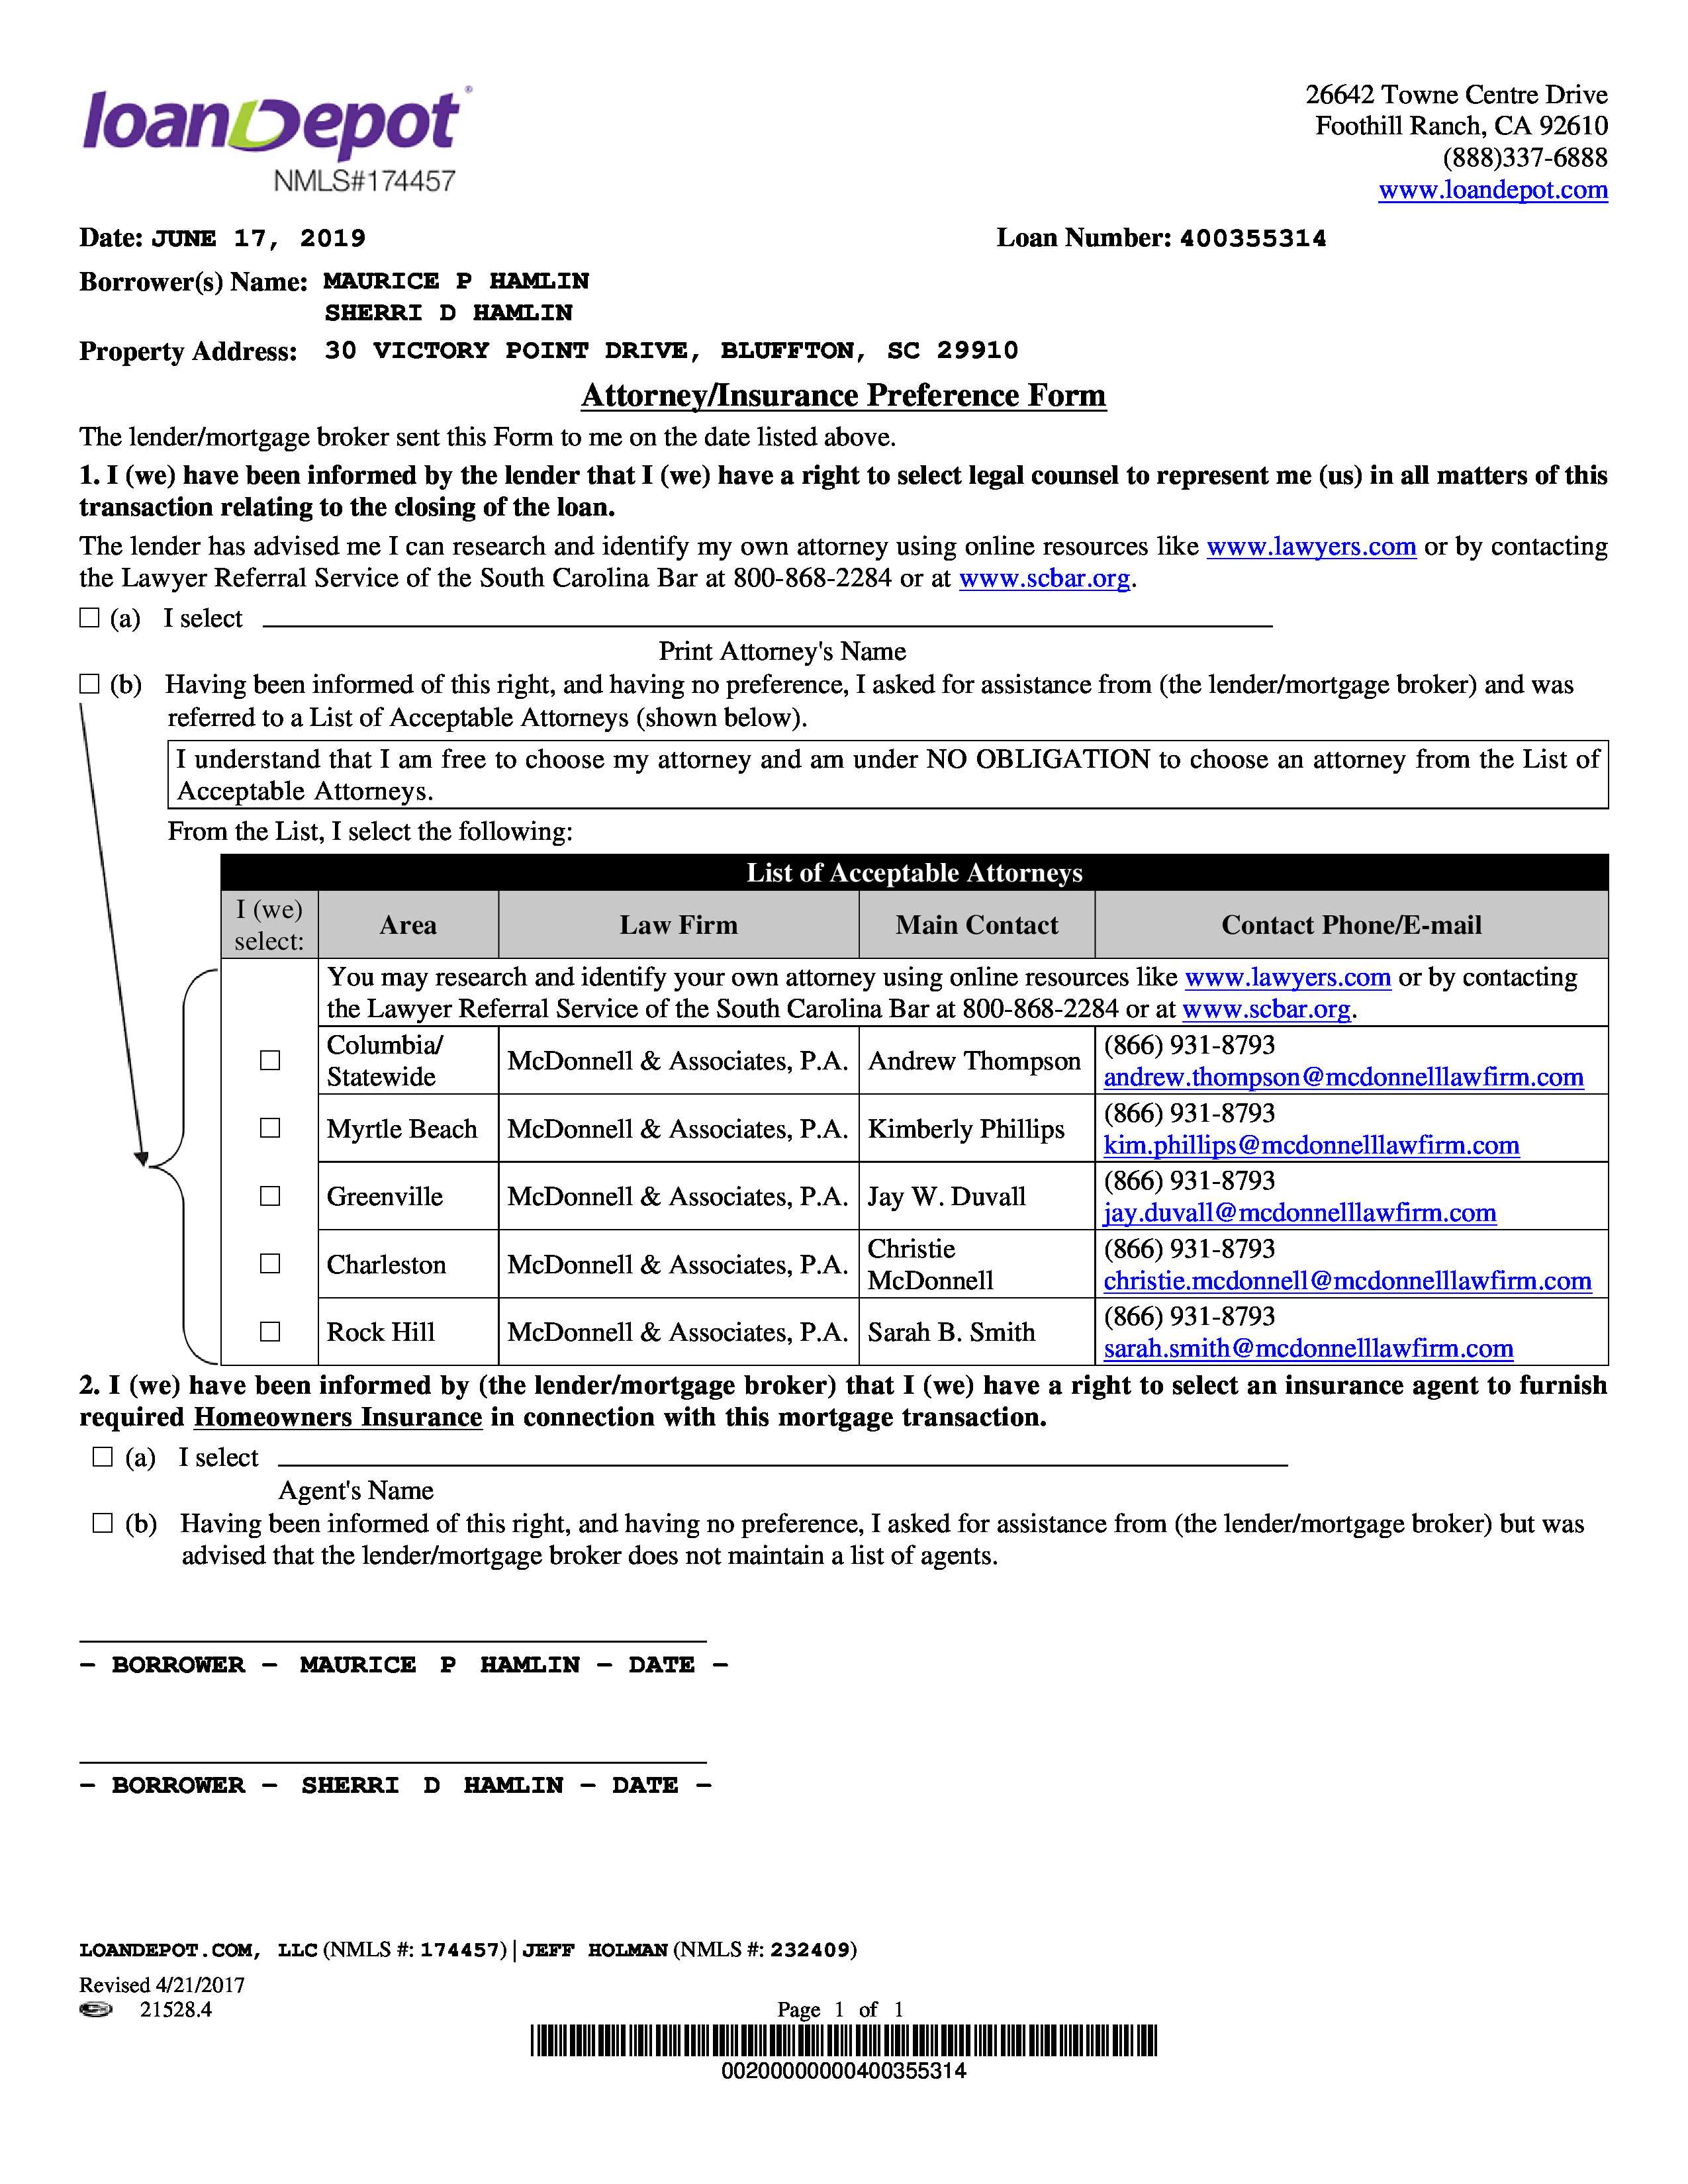 loanDepot®
NMLS#174457
26642 Towne Centre Drive
Foothill Ranch, CA 92610
(888)337-6888
www.loandepot.com
Date: JUNE 17, 2019 Loan Number: 400355314
Borrower(s) Name: MAURICE P HAMLIN
SHERRI D HAMLIN
Property Address: 30 VICTORY POINT DRIVE, BLUFFTON, SC 29910
Attorney/Insurance Preference Form
The lender/mortgage broker sent this Form to me on the date listed above.
1. I (we) have been informed by the lender that I (we) have a right to select legal counsel to represent me (us) in all matters of this
transaction relating to the closing of the loan.
The lender has advised me I can research and identify my own attorney using online resources like www.lawyers.com or by contacting
the Lawyer Referral Service of the South Carolina Bar at 800-868-2284 or at www.scbar.org.
☐ (a) I select
Print Attorney's Name
☐ (b) Having been informed of this right, and having no preference, I asked for assistance from (the lender/mortgage broker) and was
referred to a List of Acceptable Attorneys (shown below).
I understand that I am free to choose my attorney and am under NO OBLIGATION to choose an attorney from the List of
Acceptable Attorneys.
From the List, I select the following:
List of Acceptable Attorneys
I (we)
select: Area Law Firm Main Contact Contact Phone/E-mail
You may research and identify your own attorney using online resources like www.lawyers.com or by contacting
the Lawyer Referral Service of the South Carolina Bar at 800-868-2284 or at www.scbar.org.
☐ Columbia/
Statewide McDonnell & Associates, P.A. Andrew Thompson (866) 931-8793
andrew.thompson@mcdonnelllawfirm.com
☐ Myrtle Beach McDonnell & Associates, P.A. Kimberly Phillips (866) 931-8793
kim.phillips@mcdonnelllawfirm.com
☐ Greenville McDonnell & Associates, P.A. Jay W. Duvall (866) 931-8793
jay.duvall@mcdonnelllawfirm.com
☐ Charleston McDonnell & Associates, P.A. Christie
McDonnell (866) 931-8793
christie.mcdonnell@mcdonnelllawfirm.com
☐ Rock Hill McDonnell & Associates, P.A. Sarah B. Smith (866) 931-8793
sarah.smith@mcdonnelllawfirm.com
2. I (we) have been informed by (the lender/mortgage broker) that I (we) have a right to select an insurance agent to furnish
required Homeowners Insurance in connection with this mortgage transaction.
☐ (a) I select
Agent's Name
☐ (b) Having been informed of this right, and having no preference, I asked for assistance from (the lender/mortgage broker) but was
advised that the lender/mortgage broker does not maintain a list of agents.
- BORROWER - MAURICE P HAMLIN - DATE -
- BORROWER - SHERRI D HAMLIN - DATE -
LOANDEPOT.COM, LLC (NMLS #: 174457) | JEFF HOLMAN (NMLS #: 232409)
Revised 4/21/2017
21528.4 Page 1 of 1
00200000000400355314